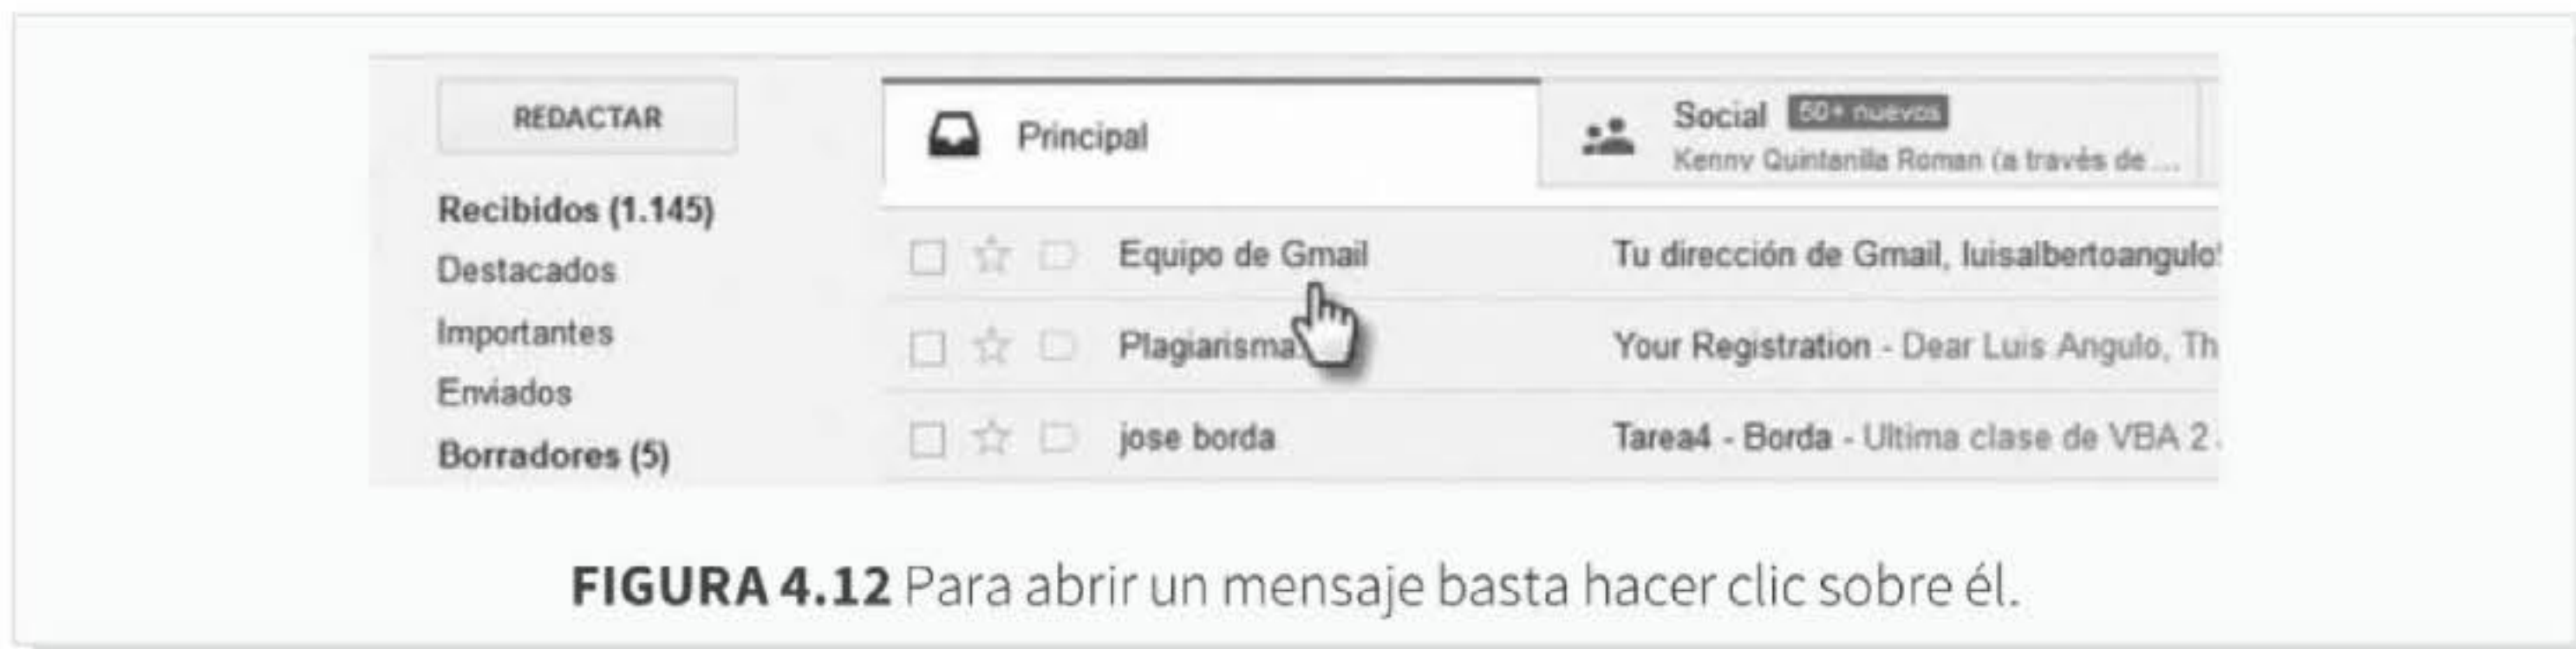 REDACTAR
Recibidos (1.145)
Destacados
Importantes
Enviados
Borradores (5)
Principal
Social 50+ nuevos
Kenny Quintanilla Roman (a través de ...
Equipo de Gmail Tu dirección de Gmail, luisalbertoangulo
Plagiarisma Your Registration - Dear Luis Angulo, Th
jose borda Tarea4 - Borda - Ultima clase de VBA 2
FIGURA 4.12 Para abrir un mensaje basta hacer clic sobre él.